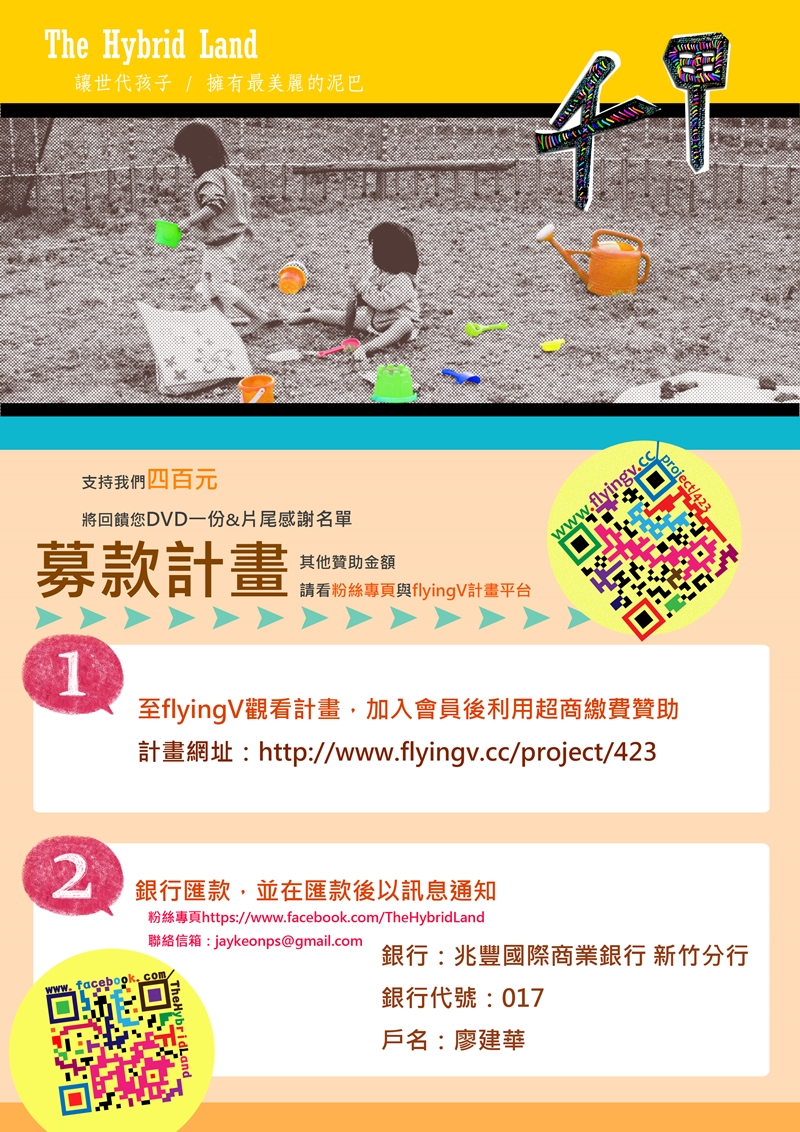 The Hybrid Land
讓世代孩子 / 擁有最美麗的泥巴
支持我們四百元
將回饋您DVD一份&片尾感謝名單
募款計畫
其他贊助金額
請看粉絲專頁與flyingV計畫平台
www.flyingv.cc/project/423
1
至flyingV觀看計畫，加入會員後利用超商繳費贊助
計畫網址：http://www.flyingv.cc/project/423
2
銀行匯款，並在匯款後以訊息通知
粉絲專頁https://www.facebook.com/TheHybridLand
聯絡信箱：jaykeonps@gmail.com
銀行：兆豐國際商業銀行 新竹分行
銀行代號：017
戶名：廖建華
www.facebook.com/TheHybridLand